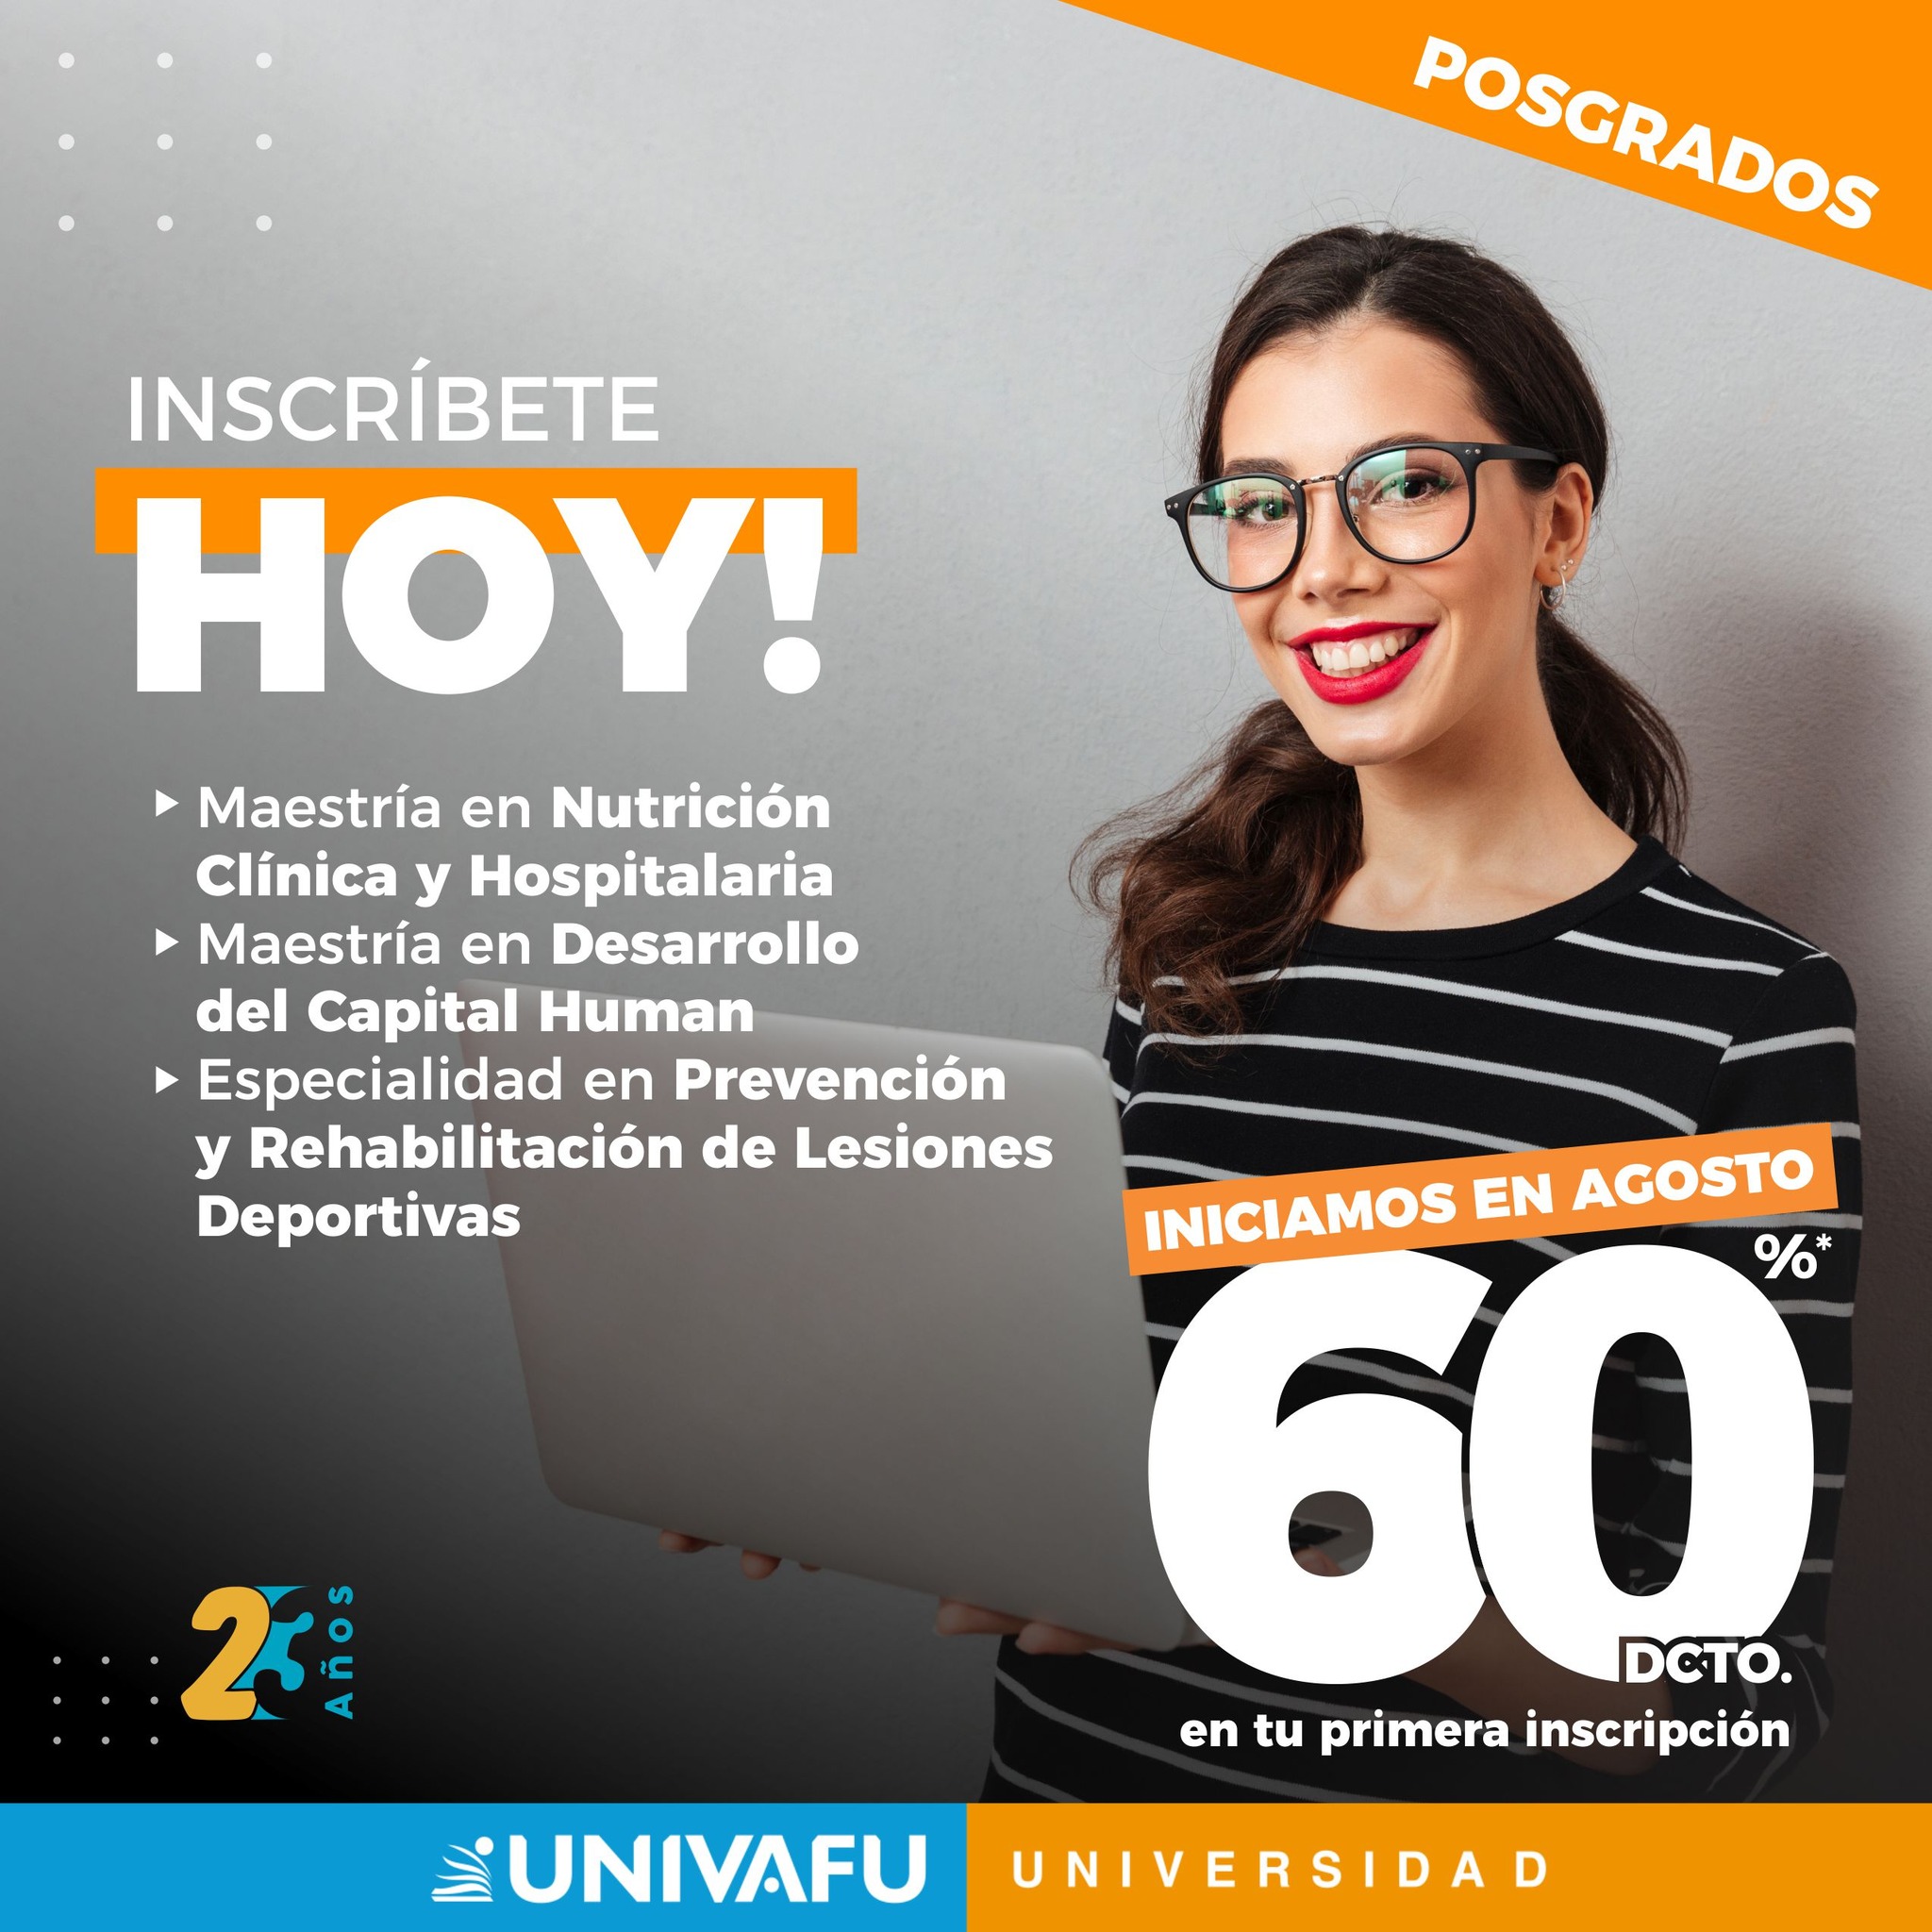 POSGRADOS
INSCRÍBETE
HOY!
Maestría en Nutrición
Clínica y Hospitalaria
Maestría en Desarrollo
del Capital Human
Especialidad en Prevención
y Rehabilitación de Lesiones
Deportivas
INICIAMOS EN AGOSTO
60%*
DCTO.
en tu primera inscripción
23 Años
UNIVAFU UNIVERSIDAD